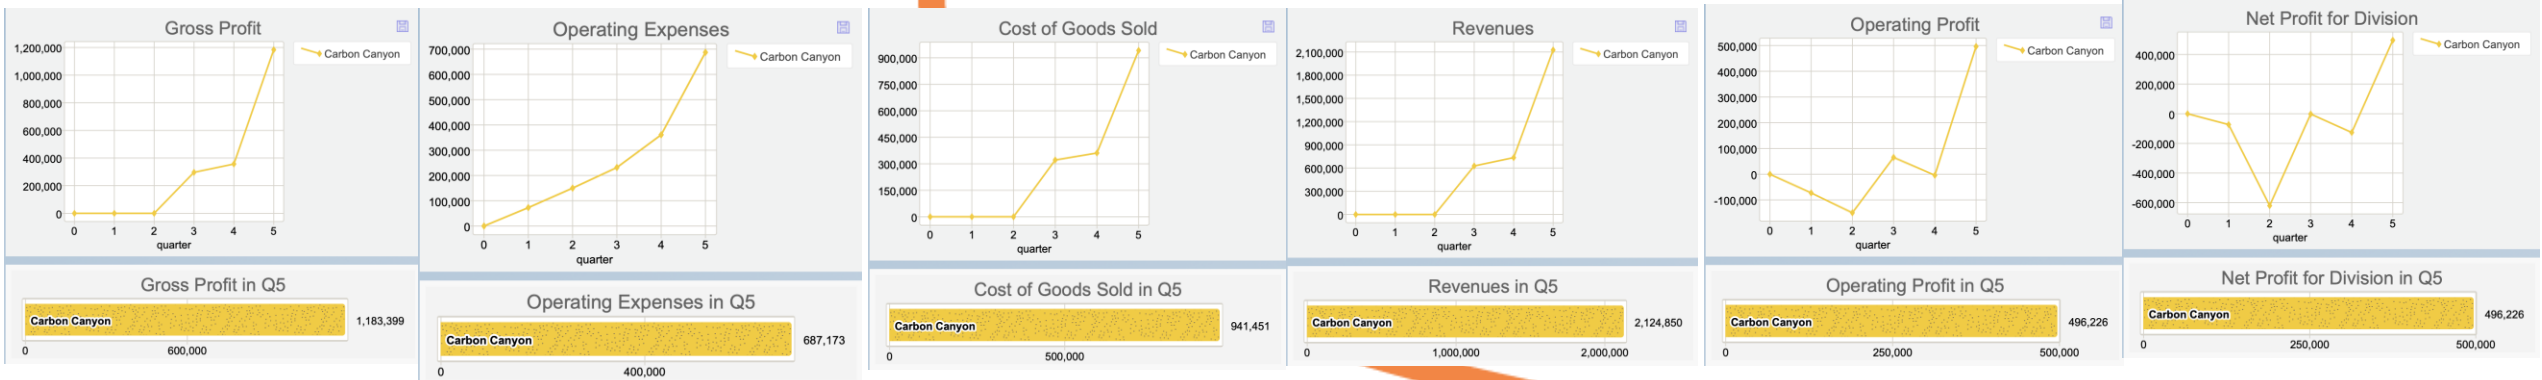 Gross Profit
Carbon Canyon
1,200,000
1,000,000
800,000
600,000
400,000
200,000
0
0 1 2 3 4 5
quarter
Gross Profit in Q5
Carbon Canyon
1,183,399
0 600,000
Operating Expenses
Carbon Canyon
700,000
600,000
500,000
400,000
300,000
200,000
100,000
0
0 1 2 3 4 5
quarter
Operating Expenses in Q5
Carbon Canyon
687,173
0 400,000
Cost of Goods Sold
Carbon Canyon
900,000
750,000
600,000
450,000
300,000
150,000
0
0 1 2 3 4 5
quarter
Cost of Goods Sold in Q5
Carbon Canyon
941,451
0 500,000
Revenues
Carbon Canyon
2,100,000
1,800,000
1,500,000
1,200,000
900,000
600,000
300,000
0
0 1 2 3 4 5
quarter
Revenues in Q5
Carbon Canyon
2,124,850
0 1,000,000 2,000,000
Operating Profit
Carbon Canyon
500,000
400,000
300,000
200,000
100,000
0
-100,000
0 1 2 3 4 5
quarter
Operating Profit in Q5
Carbon Canyon
496,226
0 250,000 500,000
Net Profit for Division
Carbon Canyon
400,000
200,000
0
-200,000
-400,000
-600,000
0 1 2 3 4 5
quarter
Net Profit for Division in Q5
Carbon Canyon
496,226
0 250,000 500,000